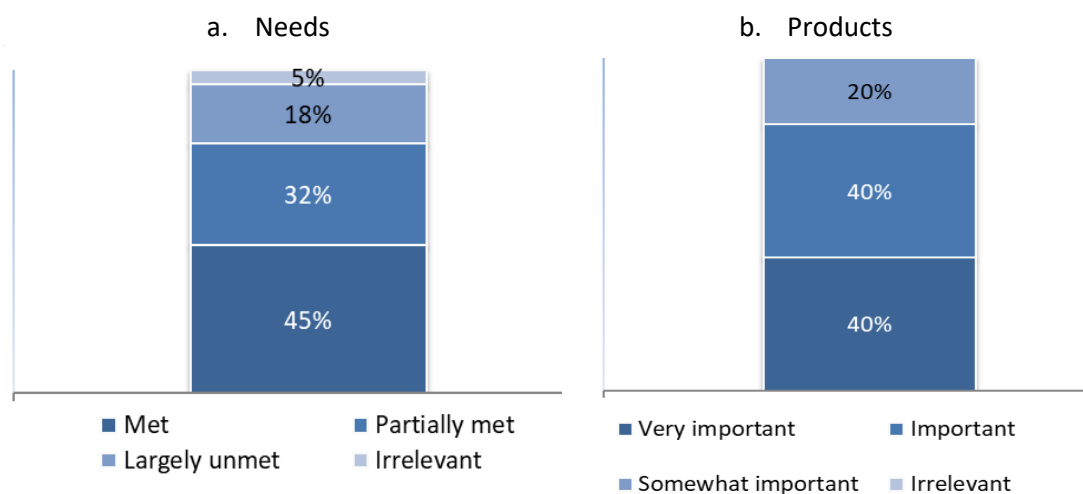 a. Needs
5%
18%
32%
45%
Met
Partially met
Largely unmet
Irrelevant
b. Products
20%
40%
40%
Very important
Important
Somewhat important
Irrelevant